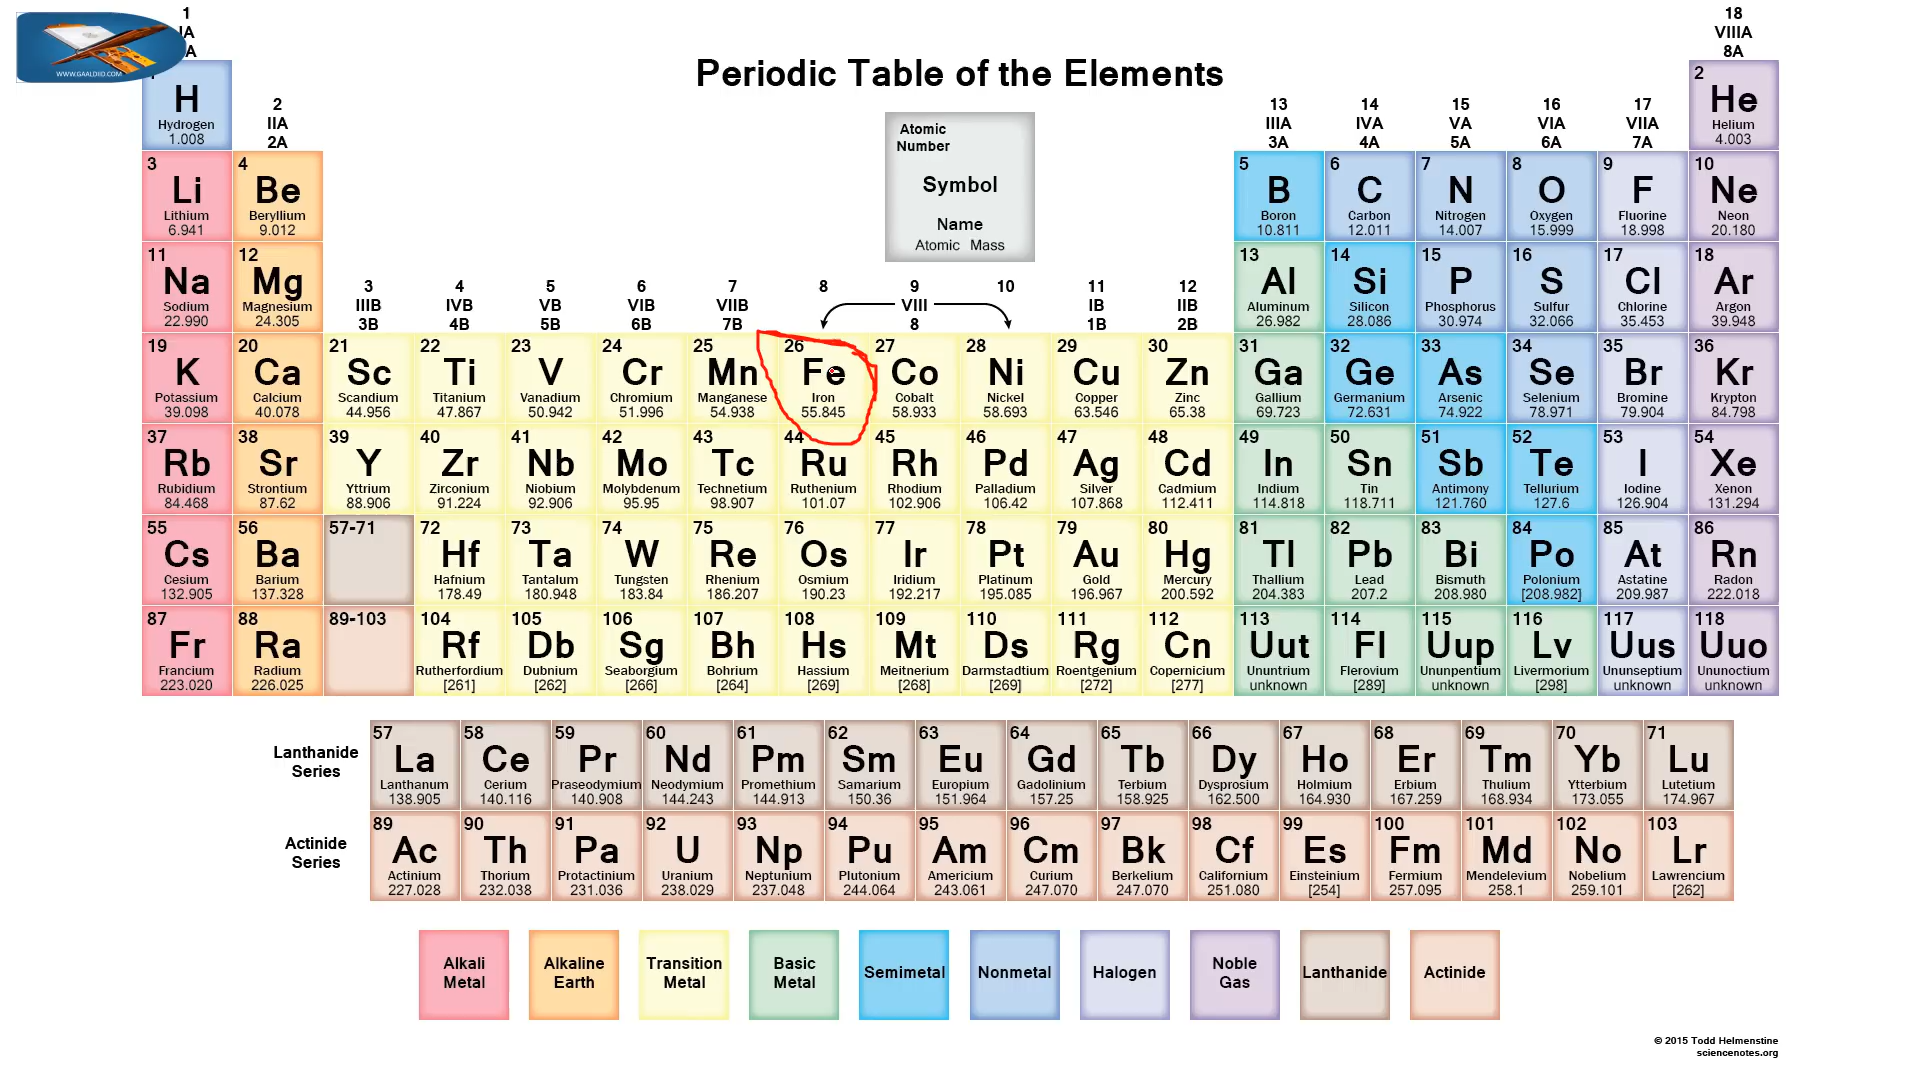 WWW.GAALDIID.COM
Periodic Table of the Elements
1
IA
A
2
IIA
2A
3
IIIB
3B
4
IVB
4B
5
VB
5B
6
VIB
6B
7
VIIB
7B
8
9
VIII
8
10
11
IB
1B
12
IIB
2B
13
IIIA
3A
14
IVA
4A
15
VA
5A
16
VIA
6A
17
VIIA
7A
18
VIIIA
8A
Atomic
Number
Symbol
Name
Atomic Mass
H
Hydrogen
1.008
2
He
Helium
4.003
3
Li
Lithium
6.941
4
Be
Beryllium
9.012
5
B
Boron
10.811
6
C
Carbon
12.011
7
N
Nitrogen
14.007
8
O
Oxygen
15.999
9
F
Fluorine
18.998
10
Ne
Neon
20.180
11
Na
Sodium
22.990
12
Mg
Magnesium
24.305
13
Al
Aluminum
26.982
14
Si
Silicon
28.086
15
P
Phosphorus
30.974
16
S
Sulfur
32.066
17
Cl
Chlorine
35.453
18
Ar
Argon
39.948
19
K
Potassium
39.098
20
Ca
Calcium
40.078
21
Sc
Scandium
44.956
22
Ti
Titanium
47.867
23
V
Vanadium
50.942
24
Cr
Chromium
51.996
25
Mn
Manganese
54.938
26
Fe
Iron
55.845
27
Co
Cobalt
58.933
28
Ni
Nickel
58.693
29
Cu
Copper
63.546
30
Zn
Zinc
65.38
31
Ga
Gallium
69.723
32
Ge
Germanium
72.631
33
As
Arsenic
74.922
34
Se
Selenium
78.971
35
Br
Bromine
79.904
36
Kr
Krypton
84.798
37
Rb
Rubidium
84.468
38
Sr
Strontium
87.62
39
Y
Yttrium
88.906
40
Zr
Zirconium
91.224
41
Nb
Niobium
92.906
42
Mo
Molybdenum
95.95
43
Tc
Technetium
98.907
44
Ru
Ruthenium
101.07
45
Rh
Rhodium
102.906
46
Pd
Palladium
106.42
47
Ag
Silver
107.868
48
Cd
Cadmium
112.411
49
In
Indium
114.818
50
Sn
Tin
118.711
51
Sb
Antimony
121.760
52
Te
Tellurium
127.6
53
I
Iodine
126.904
54
Xe
Xenon
131.294
55
Cs
Cesium
132.905
56
Ba
Barium
137.328
57-71
72
Hf
Hafnium
178.49
73
Ta
Tantalum
180.948
74
W
Tungsten
183.84
75
Re
Rhenium
186.207
76
Os
Osmium
190.23
77
Ir
Iridium
192.217
78
Pt
Platinum
195.085
79
Au
Gold
196.967
80
Hg
Mercury
200.592
81
Tl
Thallium
204.383
82
Pb
Lead
207.2
83
Bi
Bismuth
208.980
84
Po
Polonium
[208.982]
85
At
Astatine
209.987
86
Rn
Radon
222.018
87
Fr
Francium
223.020
88
Ra
Radium
226.025
89-103
104
Rf
Rutherfordium
[261]
105
Db
Dubnium
[262]
106
Sg
Seaborgium
[266]
107
Bh
Bohrium
[264]
108
Hs
Hassium
[269]
109
Mt
Meitnerium
[268]
110
Ds
Darmstadtium
[269]
111
Rg
Roentgenium
[272]
112
Cn
Copernicium
[277]
113
Uut
Ununtrium
unknown
114
Fl
Flerovium
[289]
115
Uup
Ununpentium
unknown
116
Lv
Livermorium
[298]
117
Uus
Ununseptium
unknown
118
Uuo
Ununoctium
unknown
Lanthanide
Series
57
La
Lanthanum
138.905
58
Ce
Cerium
140.116
59
Pr
Praseodymium
140.908
60
Nd
Neodymium
144.243
61
Pm
Promethium
144.913
62
Sm
Samarium
150.36
63
Eu
Europium
151.964
64
Gd
Gadolinium
157.25
65
Tb
Terbium
158.925
66
Dy
Dysprosium
162.500
67
Ho
Holmium
164.930
68
Er
Erbium
167.259
69
Tm
Thulium
168.934
70
Yb
Ytterbium
173.055
71
Lu
Lutetium
174.967
Actinide
Series
89
Ac
Actinium
227.028
90
Th
Thorium
232.038
91
Pa
Protactinium
231.036
92
U
Uranium
238.029
93
Np
Neptunium
237.048
94
Pu
Plutonium
244.064
95
Am
Americium
243.061
96
Cm
Curium
247.070
97
Bk
Berkelium
247.070
98
Cf
Californium
251.080
99
Es
Einsteinium
[254]
100
Fm
Fermium
257.095
101
Md
Mendelevium
258.1
102
No
Nobelium
259.101
103
Lr
Lawrencium
[262]
Alkali
Metal
Alkaline
Earth
Transition
Metal
Basic
Metal
Semimetal
Nonmetal
Halogen
Noble
Gas
Lanthanide
Actinide
© 2015 Todd Helmenstine
sciencenotes.org